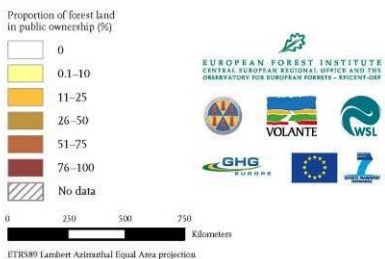 Proportion of forest land
in public ownership (%)
0
0.1–10
11–25
26–50
51–75
76–100
No data
0 250 500 750
Kilometers
ETRS89 Lambert Azimuthal Equal Area projection
EUROPEAN FOREST INSTITUTE
CENTRAL EUROPEAN REGIONAL OFFICE AND THE
OBSERVATORY FOR EUROPEAN FORESTS – EFICENT-OEF
VOLANTE
WSL
GHG
EUROPE